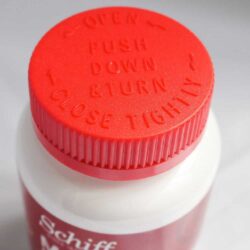 OPEN
PUSH
DOWN
& TURN
CLOSE TIGHTLY
Schiff